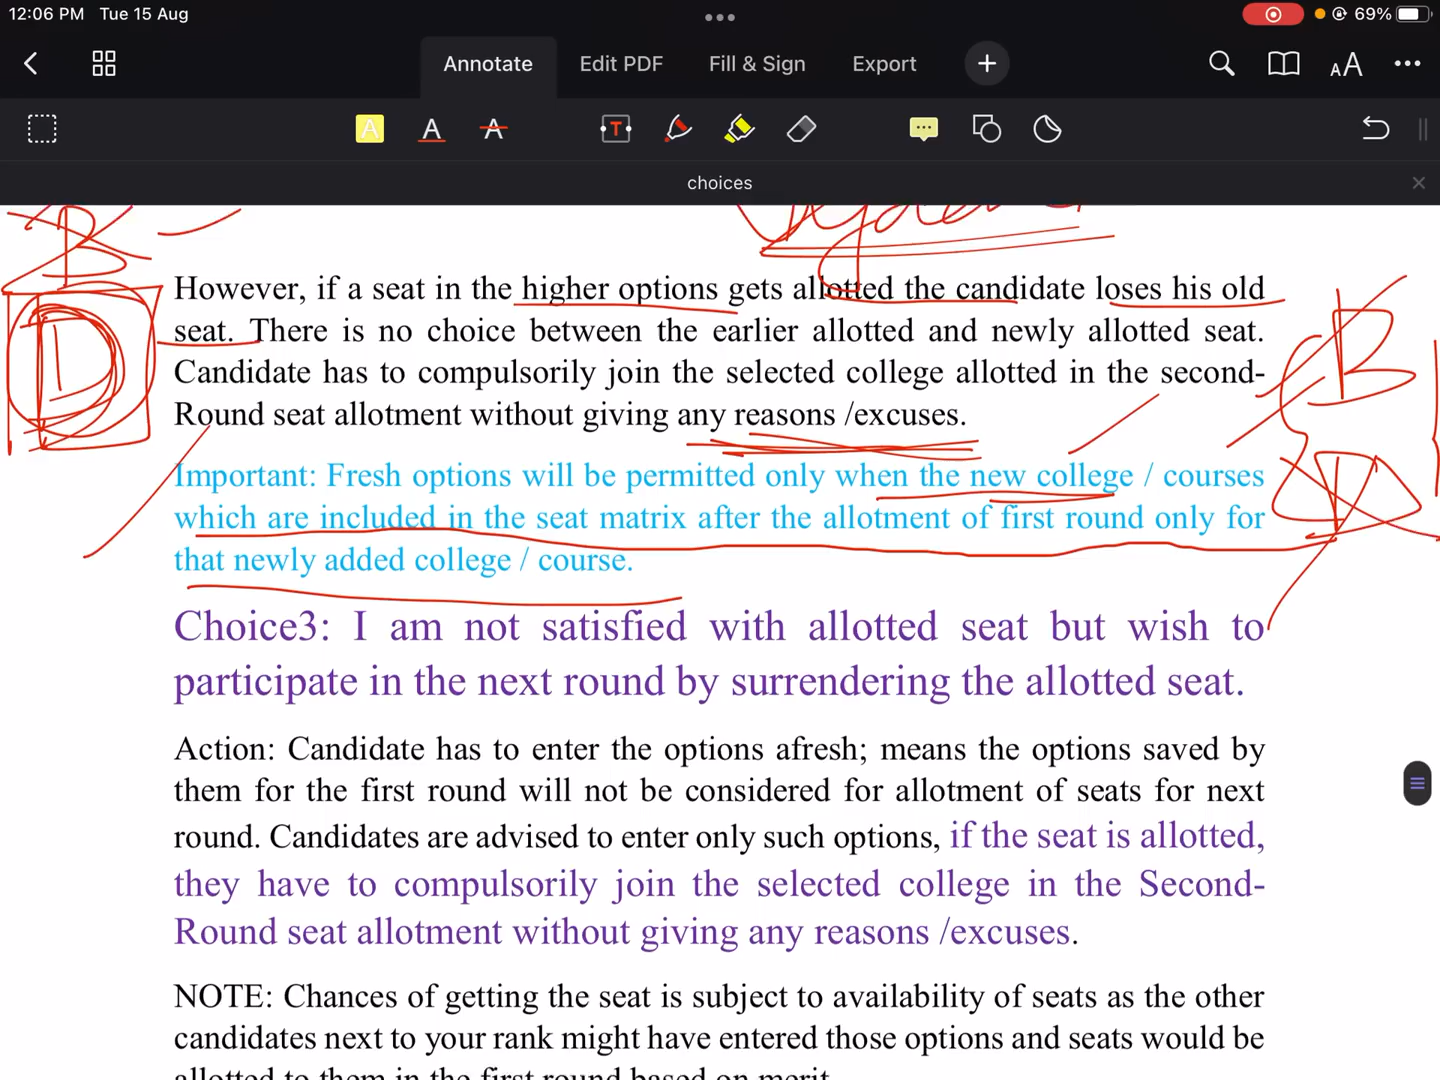 12:06 PM Tue 15 Aug
69%
Annotate Edit PDF Fill & Sign Export
choices
B
However, if a seat in the higher options gets allotted the candidate loses his old
seat. There is no choice between the earlier allotted and newly allotted seat.
Candidate has to compulsorily join the selected college allotted in the second-
Round seat allotment without giving any reasons /excuses.
D
B
D
Important: Fresh options will be permitted only when the new college / courses
which are included in the seat matrix after the allotment of first round only for
that newly added college / course.
Choice3: I am not satisfied with allotted seat but wish to
participate in the next round by surrendering the allotted seat.
Action: Candidate has to enter the options afresh; means the options saved by
them for the first round will not be considered for allotment of seats for next
round. Candidates are advised to enter only such options, if the seat is allotted,
they have to compulsorily join the selected college in the Second-
Round seat allotment without giving any reasons /excuses.
NOTE: Chances of getting the seat is subject to availability of seats as the other
candidates next to your rank might have entered those options and seats would be
allotted to them in the first round based on merit.